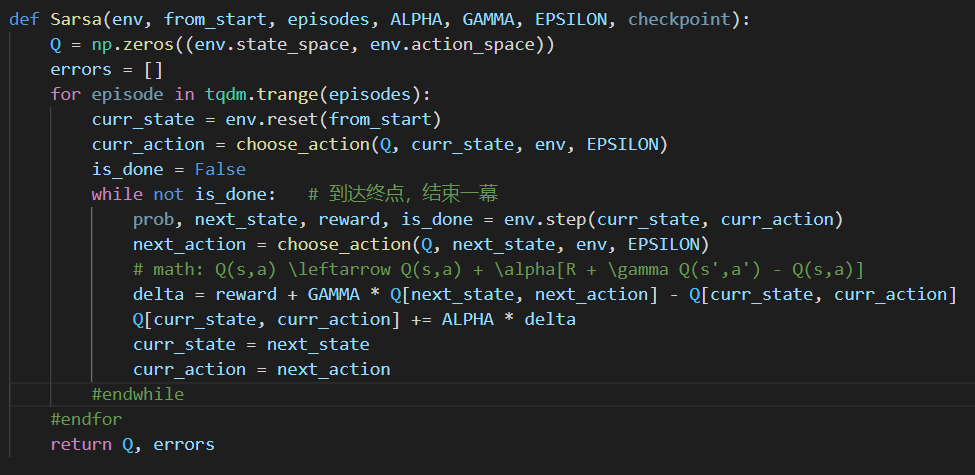 def Sarsa(env, from_start, episodes, ALPHA, GAMMA, EPSILON, checkpoint):
    Q = np.zeros((env.state_space, env.action_space))
    errors = []
    for episode in tqdm.trange(episodes):
        curr_state = env.reset(from_start)
        curr_action = choose_action(Q, curr_state, env, EPSILON)
        is_done = False
        while not is_done:   # 到达终点，结束一幕
            prob, next_state, reward, is_done = env.step(curr_state, curr_action)
            next_action = choose_action(Q, next_state, env, EPSILON)
            # math: Q(s,a) \leftarrow Q(s,a) + \alpha[R + \gamma Q(s',a') - Q(s,a)]
            delta = reward + GAMMA * Q[next_state, next_action] - Q[curr_state, curr_action]
            Q[curr_state, curr_action] += ALPHA * delta
            curr_state = next_state
            curr_action = next_action
        #endwhile
    #endfor
    return Q, errors